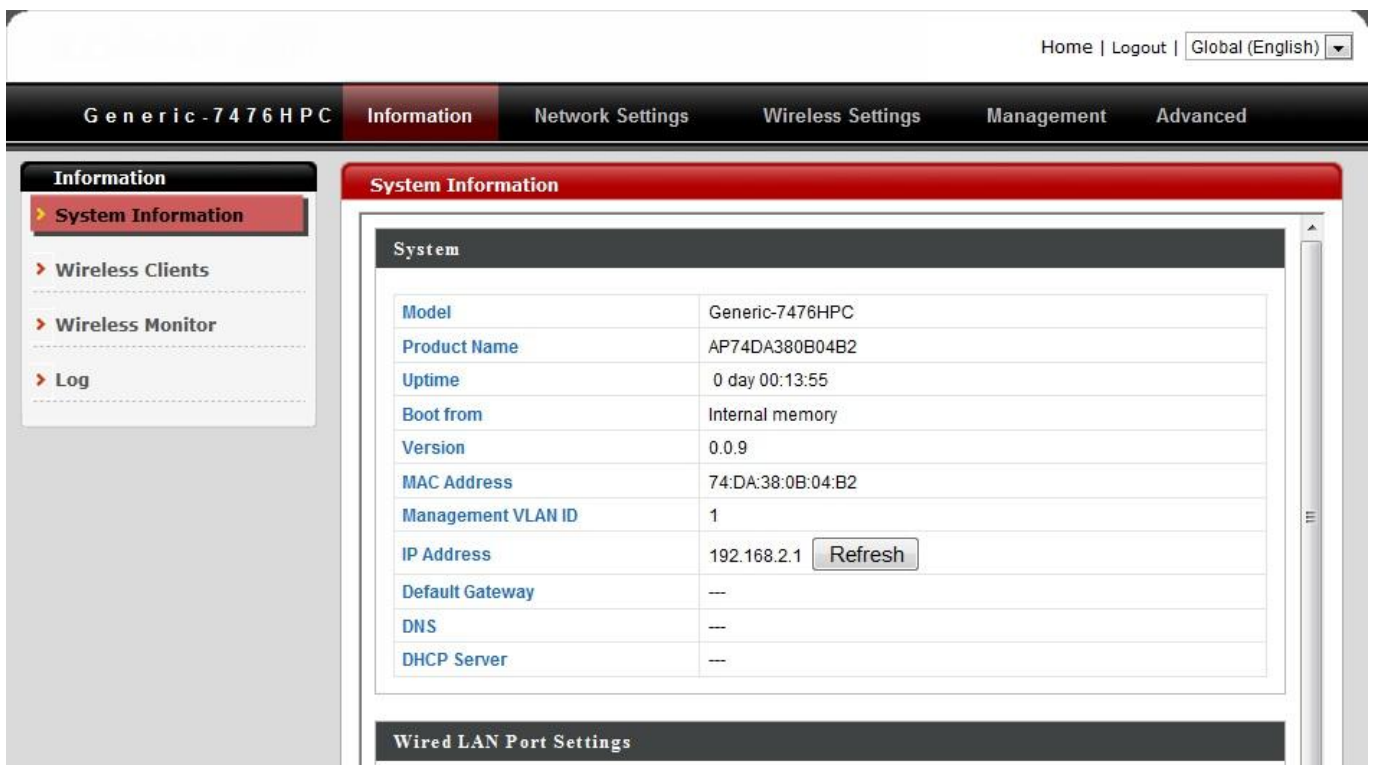 Home | Logout | Global (English)
Generic-7476HPC Information Network Settings Wireless Settings Management Advanced
Information
System Information
Wireless Clients
Wireless Monitor
Log
System Information
System
Model Generic-7476HPC
Product Name AP74DA380B04B2
Uptime 0 day 00:13:55
Boot from Internal memory
Version 0.0.9
MAC Address 74:DA:38:0B:04:B2
Management VLAN ID 1
IP Address 192.168.2.1 Refresh
Default Gateway ---
DNS ---
DHCP Server ---
Wired LAN Port Settings